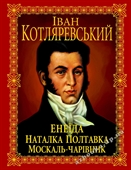 Іван
КОТЛЯРЕВСЬКИЙ
ЕНЕЇДА
НАТАЛКА ПОЛТАВКА
МОСКАЛЬ-ЧАРІВНИК